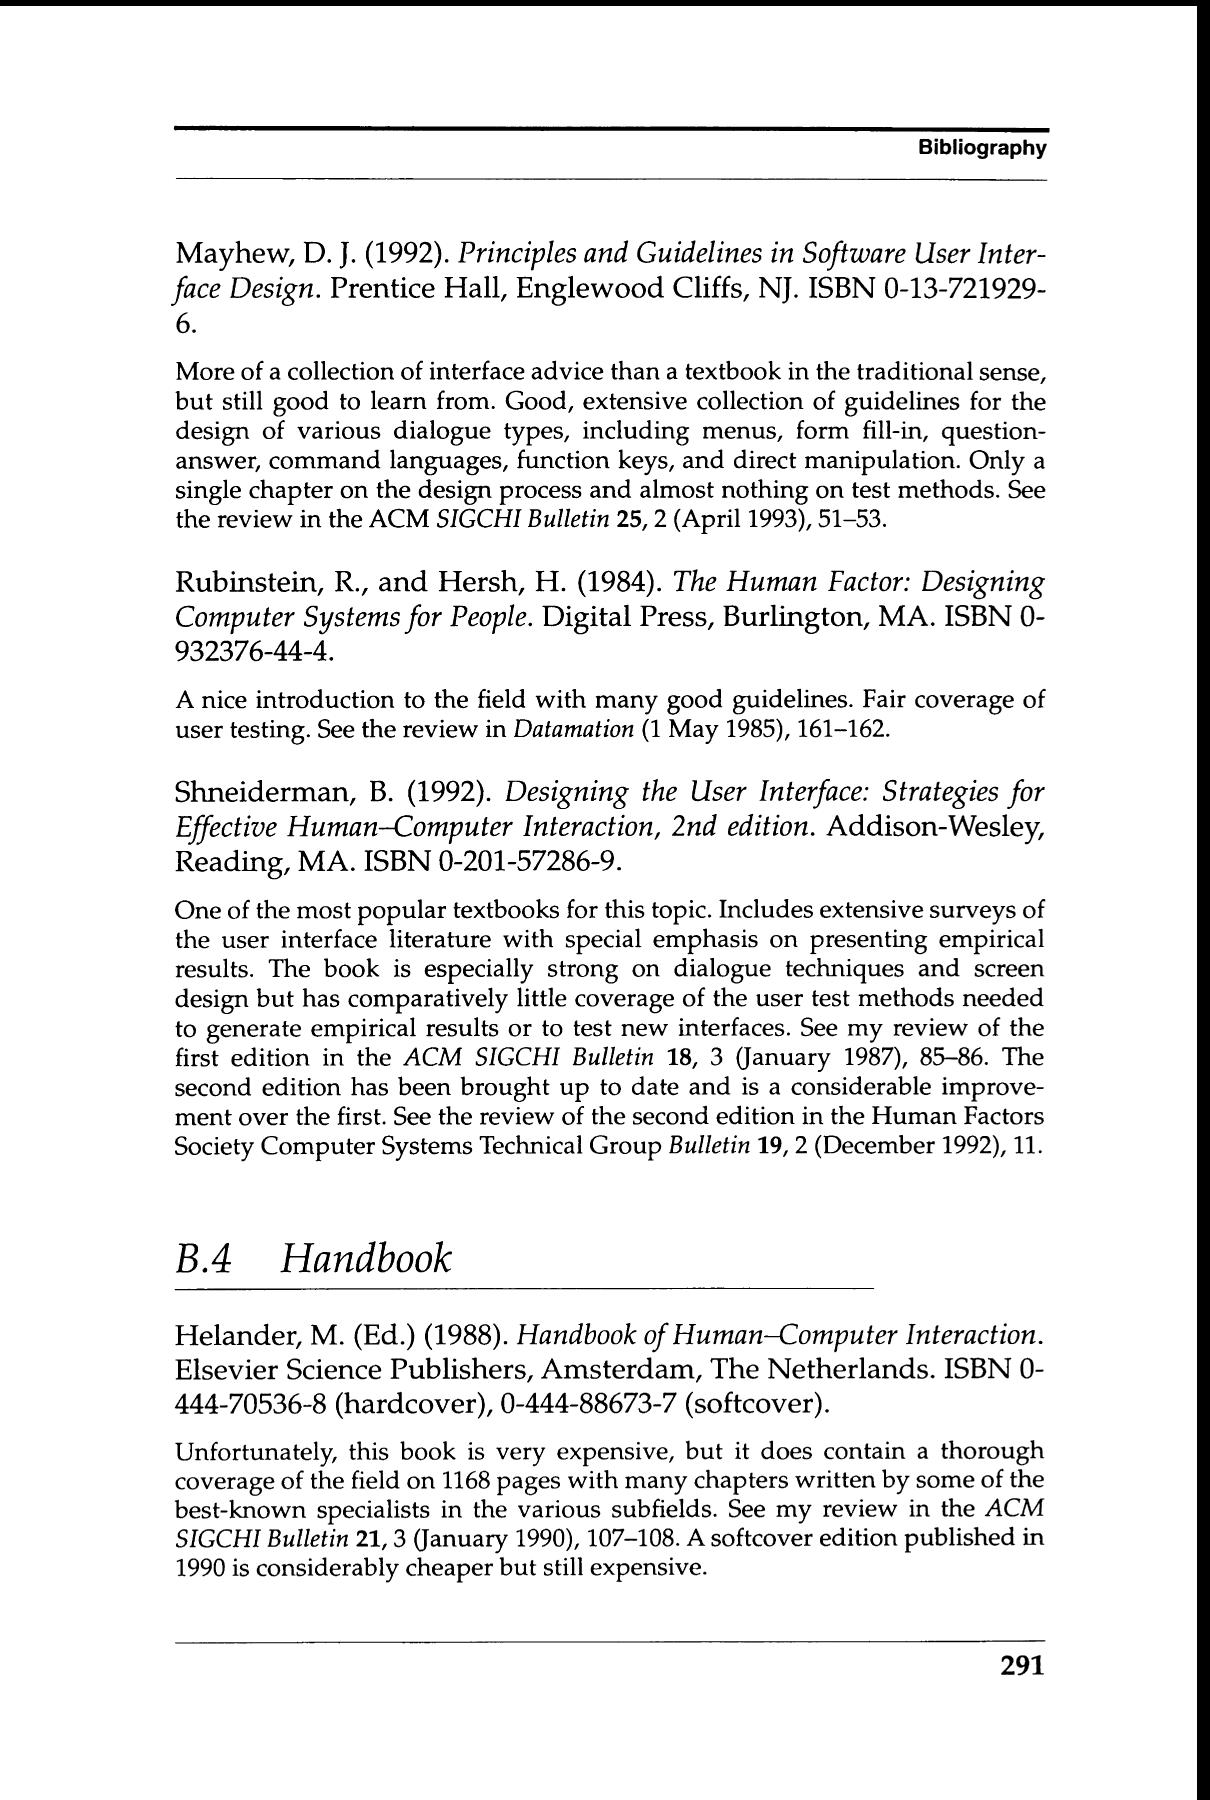 Bibliography
Mayhew, D. J. (1992). Principles and Guidelines in Software User Inter-
face Design. Prentice Hall, Englewood Cliffs, NJ. ISBN 0-13-721929-
6.
More of a collection of interface advice than a textbook in the traditional sense,
but still good to learn from. Good, extensive collection of guidelines for the
design of various dialogue types, including menus, form fill-in, question-
answer, command languages, function keys, and direct manipulation. Only a
single chapter on the design process and almost nothing on test methods. See
the review in the ACM SIGCHI Bulletin 25, 2 (April 1993), 51–53.
Rubinstein, R., and Hersh, H. (1984). The Human Factor: Designing
Computer Systems for People. Digital Press, Burlington, MA. ISBN 0-
932376-44-4.
A nice introduction to the field with many good guidelines. Fair coverage of
user testing. See the review in Datamation (1 May 1985), 161–162.
Shneiderman, B. (1992). Designing the User Interface: Strategies for
Effective Human–Computer Interaction, 2nd edition. Addison-Wesley,
Reading, MA. ISBN 0-201-57286-9.
One of the most popular textbooks for this topic. Includes extensive surveys of
the user interface literature with special emphasis on presenting empirical
results. The book is especially strong on dialogue techniques and screen
design but has comparatively little coverage of the user test methods needed
to generate empirical results or to test new interfaces. See my review of the
first edition in the ACM SIGCHI Bulletin 18, 3 (January 1987), 85–86. The
second edition has been brought up to date and is a considerable improve-
ment over the first. See the review of the second edition in the Human Factors
Society Computer Systems Technical Group Bulletin 19, 2 (December 1992), 11.
B.4 Handbook
Helander, M. (Ed.) (1988). Handbook of Human–Computer Interaction.
Elsevier Science Publishers, Amsterdam, The Netherlands. ISBN 0-
444-70536-8 (hardcover), 0-444-88673-7 (softcover).
Unfortunately, this book is very expensive, but it does contain a thorough
coverage of the field on 1168 pages with many chapters written by some of the
best-known specialists in the various subfields. See my review in the ACM
SIGCHI Bulletin 21, 3 (January 1990), 107–108. A softcover edition published in
1990 is considerably cheaper but still expensive.
291